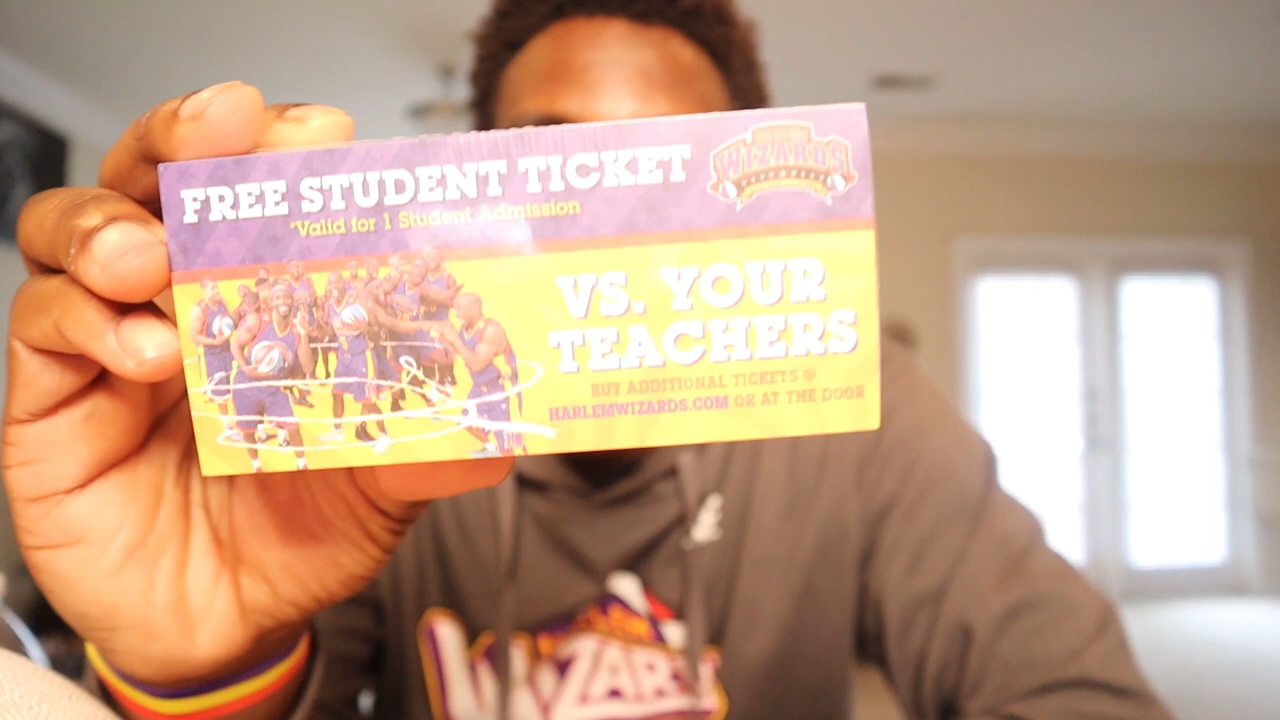 FREE STUDENT TICKET
*Valid for 1 Student Admission
WIZARDS
VS. YOUR
TEACHERS
BUY ADDITIONAL TICKETS @
HARLEMWIZARDS.COM OR AT THE DOOR
WIZARDS